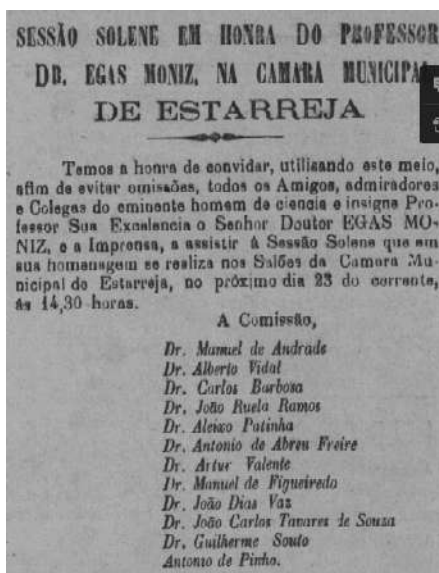 SESSÃO SOLENE EM HONRA DO PROFESSOR
DR. EGAS MONIZ, NA CAMARA MUNICIPAL
DE ESTARREJA
Temos a honra de convidar, utilisando este meio,
afim de evitar omissões, todos os Amigos, admiradores
e Colegas do eminente homem de ciencia e insigne Pro-
fessor Sua Excelencia o Senhor Doutor EGAS MO-
NIZ, e a Imprensa, a assistir á Sessão Solene que em
sua homenagem se realiza nos Salões da Camara Mu-
nicipal de Estarreja, no próximo dia 23 do corrente,
ás 14,30 horas.
A Comissão,
Dr. Manuel de Andrade
Dr. Alberto Vidal
Dr. Carlos Barbosa
Dr. João Ruela Ramos
Dr. Aleixo Patinha
Dr. Antonio de Abreu Freire
Dr. Artur Valente
Dr. Manuel de Figueiredo
Dr. João Dias Vaz
Dr. João Carlos Tavares de Sousa
Dr. Guilherme Souto
Antonio de Pinho.